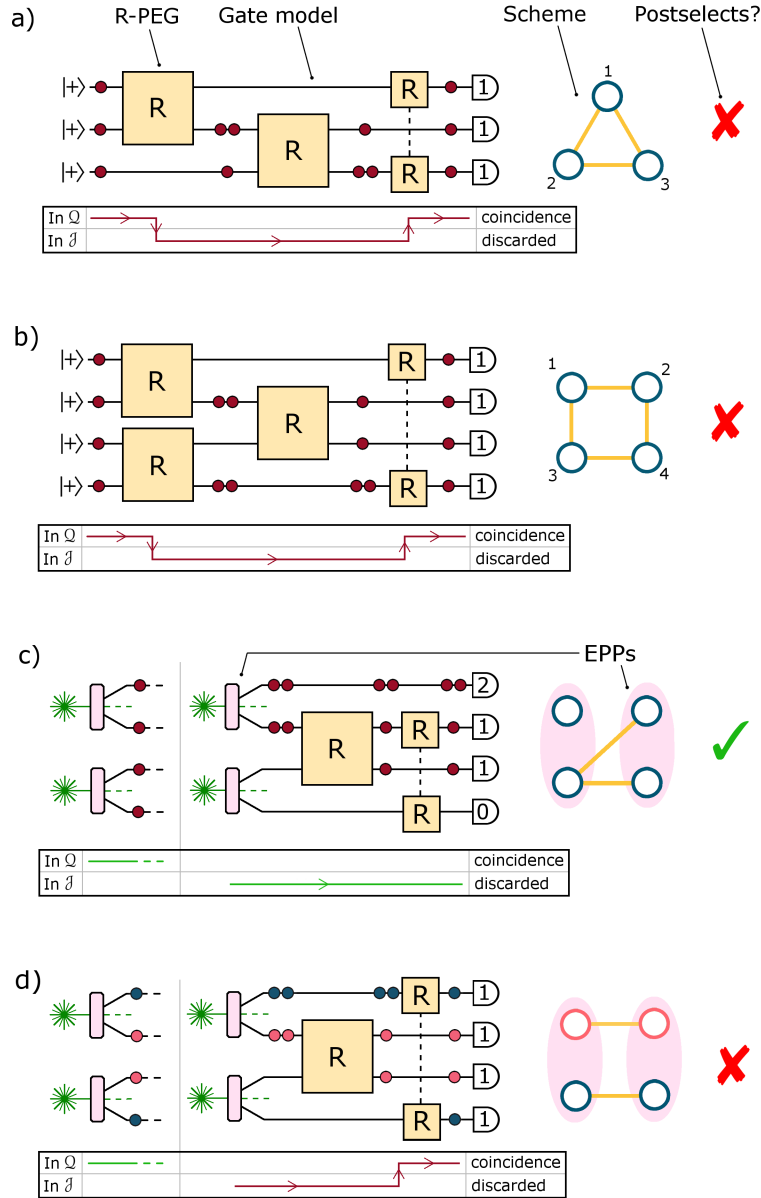 a)
R-PEG Gate model Scheme Postselects?
|+⟩ R 1 1
|+⟩ R 1
|+⟩ R R 1 2 3
R
In 𝒬 coincidence
In ℐ discarded
b)
|+⟩ R R 1 1 2
|+⟩ R 1
|+⟩ R 1
|+⟩ R 1 3 4
In 𝒬 coincidence
In ℐ discarded
c) EPPs
2
R R 1
1
R 0
In 𝒬 coincidence
In ℐ discarded
d)
R 1
R 1
1
R 1
In 𝒬 coincidence
In ℐ discarded